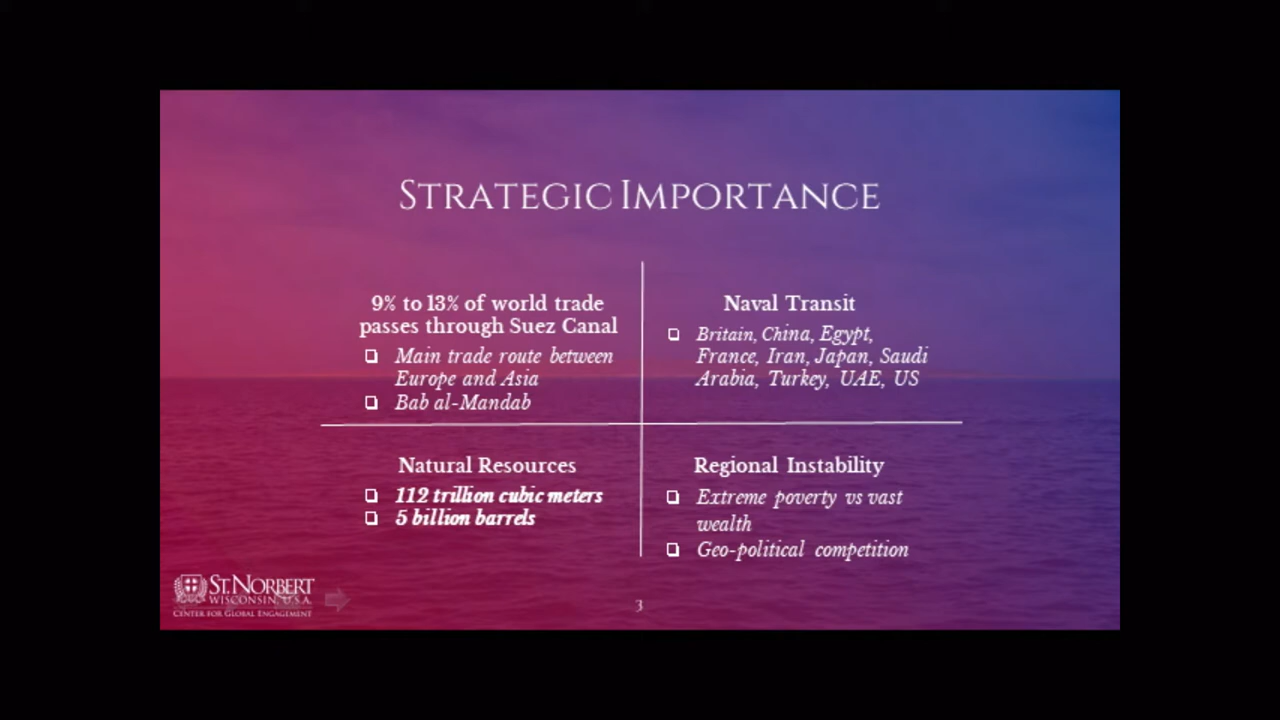 STRATEGIC IMPORTANCE
9% to 13% of world trade
passes through Suez Canal
❑ Main trade route between
Europe and Asia
❑ Bab al-Mandab
Naval Transit
❑ Britain, China, Egypt,
France, Iran, Japan, Saudi
Arabia, Turkey, UAE, US
Natural Resources
❑ 112 trillion cubic meters
❑ 5 billion barrels
Regional Instability
❑ Extreme poverty vs vast
wealth
❑ Geo-political competition
ST. NORBERT
WISCONSIN, U.S.A.
CENTER FOR GLOBAL ENGAGEMENT
3